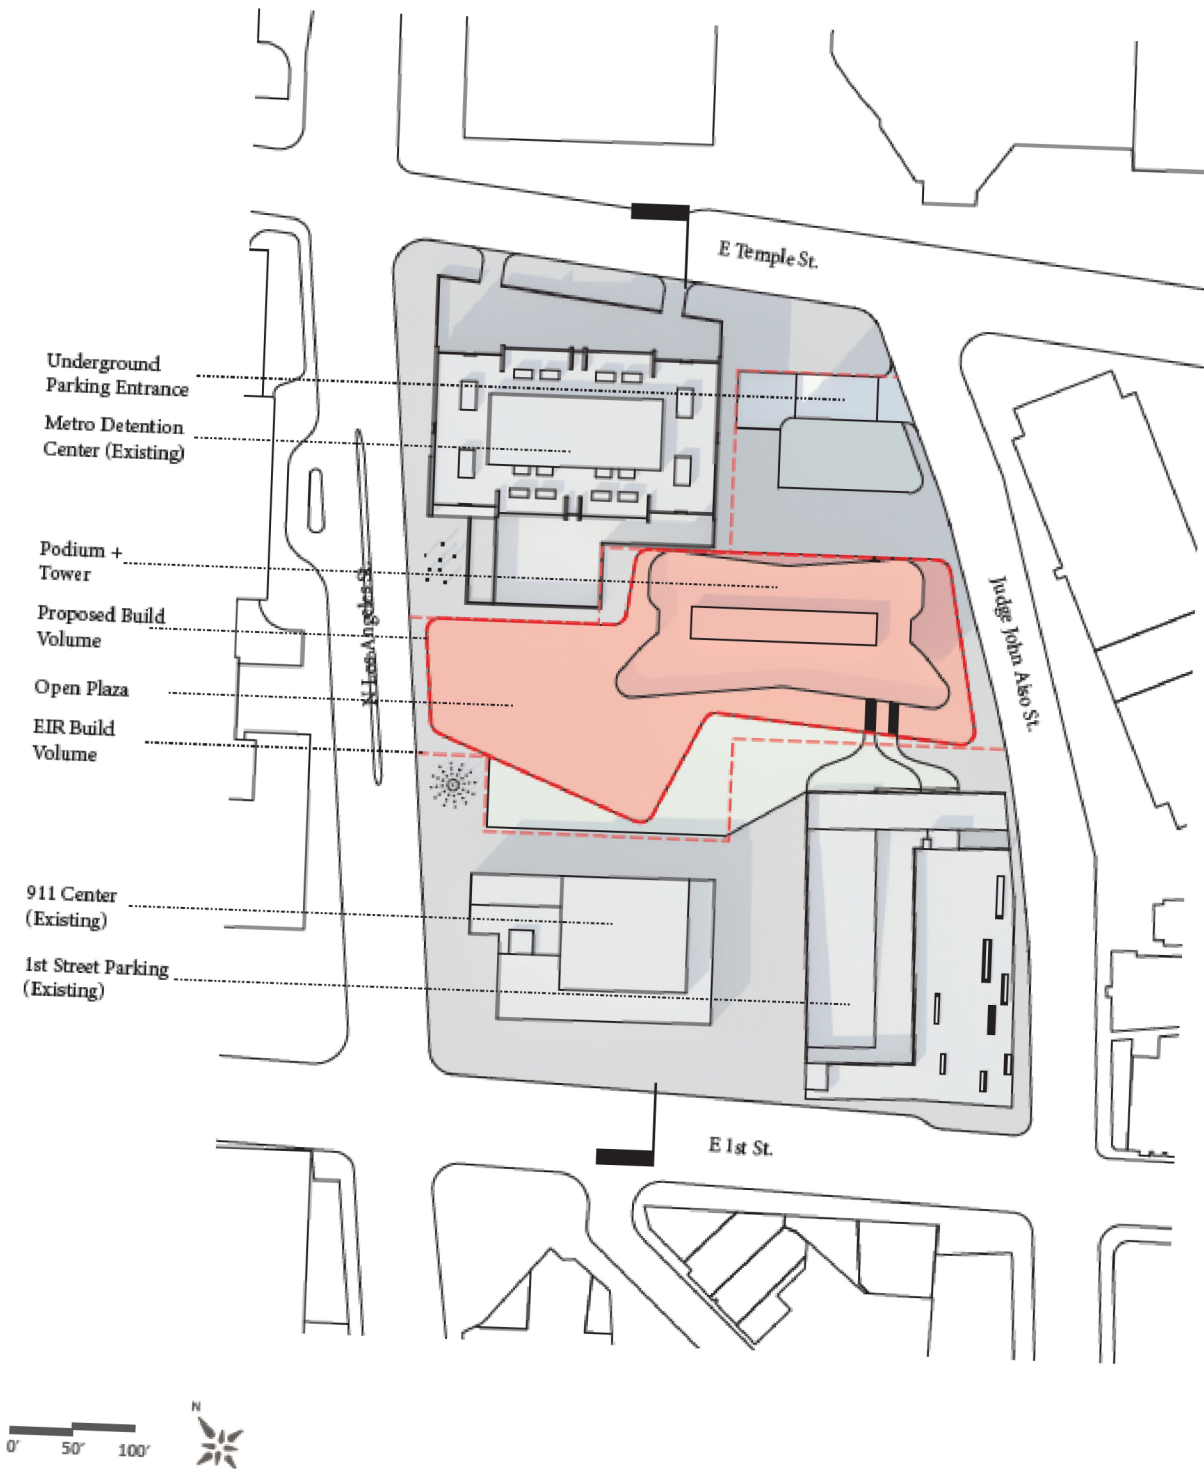 E Temple St.
Underground
Parking Entrance
Metro Detention
Center (Existing)
Podium +
Tower
Proposed Build
Volume
Open Plaza
EIR Build
Volume
N Los Angeles St.
Judge John Aiso St.
911 Center
(Existing)
1st Street Parking
(Existing)
E 1st St.
N
0' 50' 100'